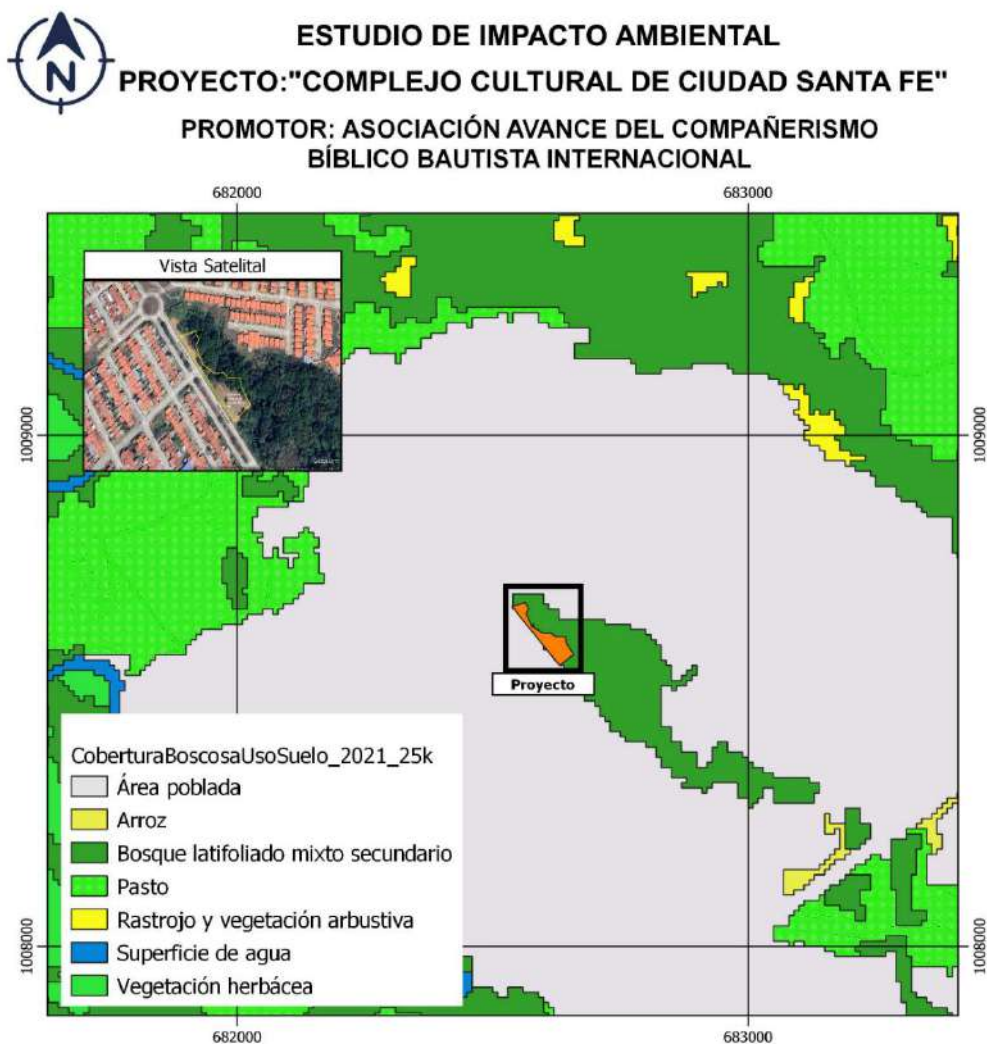 N
ESTUDIO DE IMPACTO AMBIENTAL
PROYECTO:"COMPLEJO CULTURAL DE CIUDAD SANTA FE"
PROMOTOR: ASOCIACIÓN AVANCE DEL COMPAÑERISMO
BÍBLICO BAUTISTA INTERNACIONAL
682000
683000
Vista Satelital
1009000
1009000
Proyecto
CoberturaBoscosaUsoSuelo_2021_25k
Área poblada
Arroz
Bosque latifoliado mixto secundario
Pasto
Rastrojo y vegetación arbustiva
Superficie de agua
Vegetación herbácea
1008000
1008000
682000
683000